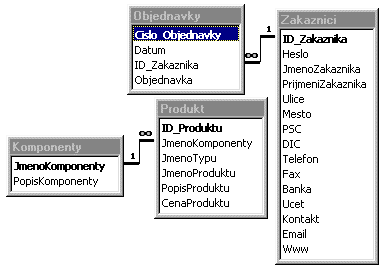 Objednavky
Cislo_Objednavky
Datum
ID_Zakaznika
Objednavka
1
∞
Zakaznici
ID_Zakaznika
Heslo
JmenoZakaznika
PrijmeniZakaznika
Ulice
Mesto
PSC
DIC
Telefon
Fax
Banka
Ucet
Kontakt
Email
Www
Produkt
ID_Produktu
JmenoKomponenty
JmenoTypu
JmenoProduktu
PopisProduktu
CenaProduktu
∞
1
Komponenty
JmenoKomponenty
PopisKomponenty